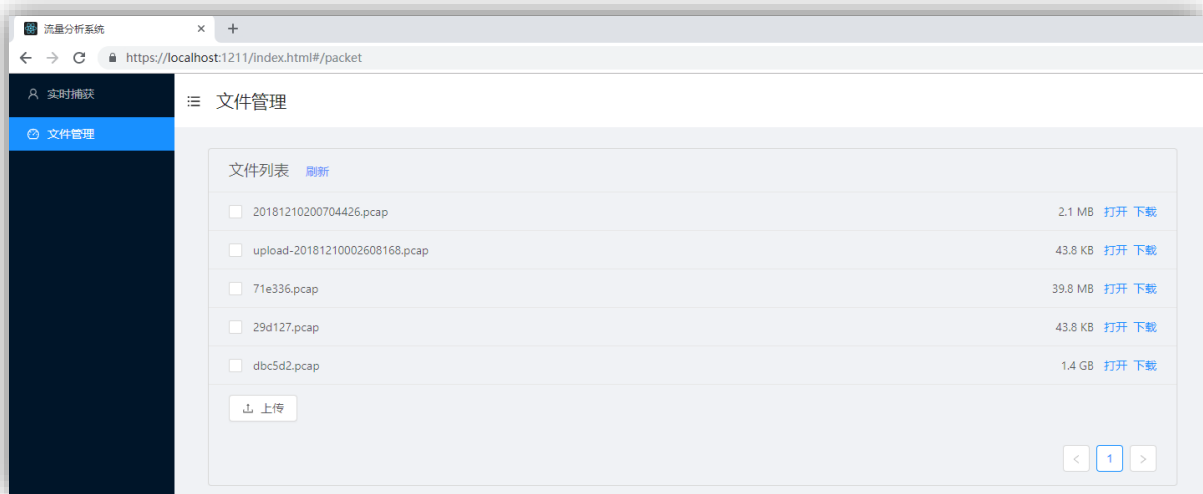 流量分析系统
https://localhost:1211/index.html#/packet
实时捕获
文件管理
文件管理
文件列表 刷新
20181210200704426.pcap 2.1 MB 打开 下载
upload-20181210002608168.pcap 43.8 KB 打开 下载
71e336.pcap 39.8 MB 打开 下载
29d127.pcap 43.8 KB 打开 下载
dbc5d2.pcap 1.4 GB 打开 下载
上传
< 1 >